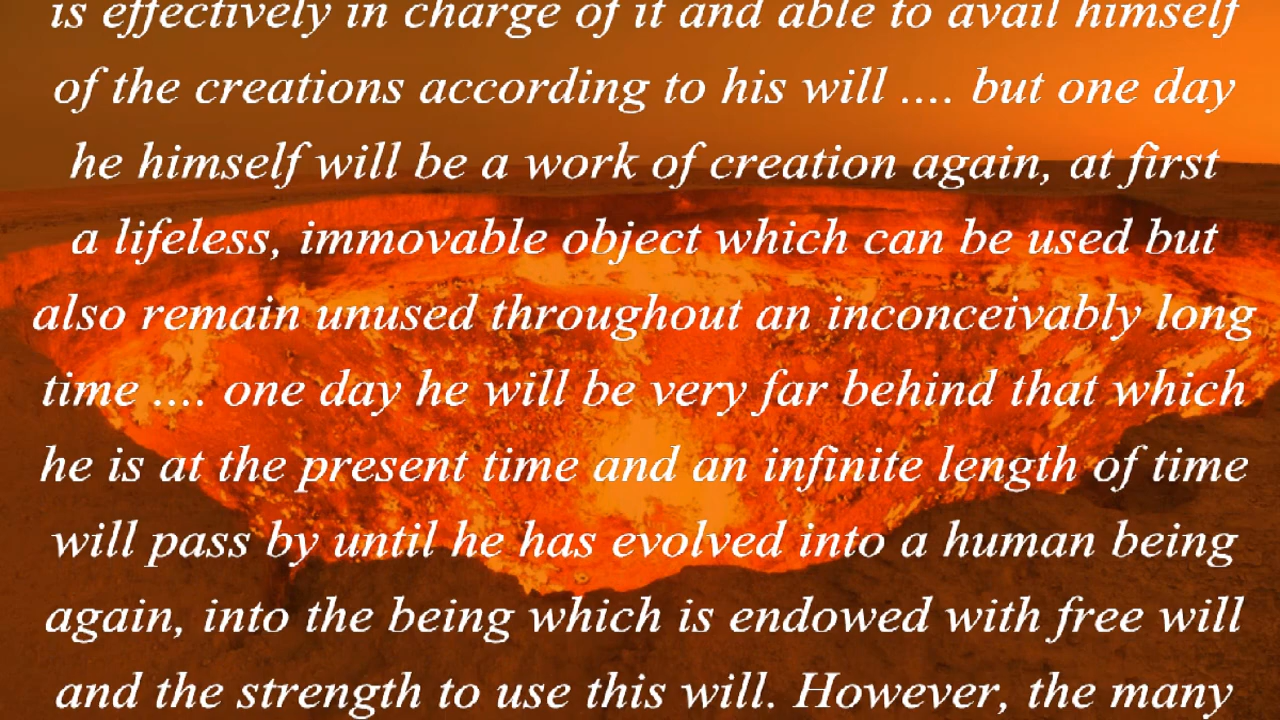 is effectively in charge of it and able to avail himself
of the creations according to his will .... but one day
he himself will be a work of creation again, at first
a lifeless, immovable object which can be used but
also remain unused throughout an inconceivably long
time .... one day he will be very far behind that which
he is at the present time and an infinite length of time
will pass by until he has evolved into a human being
again, into the being which is endowed with free will
and the strength to use this will. However, the many